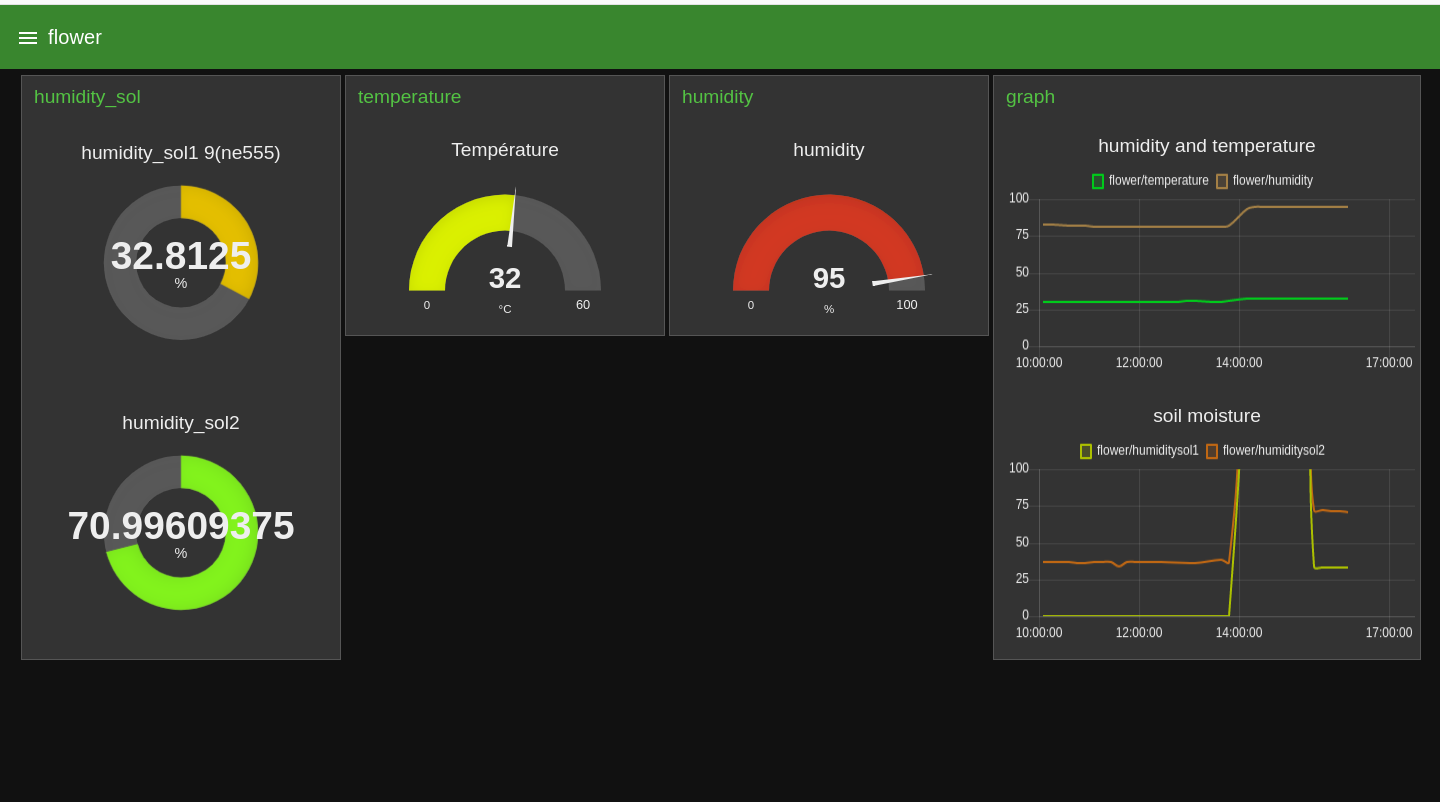 flower
humidity_sol
humidity_sol1 9(ne555)
32.8125
%
humidity_sol2
70.99609375
%
temperature
Température
32
0
°C
60
humidity
humidity
95
0
%
100
graph
humidity and temperature
flower/temperature flower/humidity
100
75
50
25
0
10:00:00 12:00:00 14:00:00 17:00:00
soil moisture
flower/humiditysol1 flower/humiditysol2
100
75
50
25
0
10:00:00 12:00:00 14:00:00 17:00:00